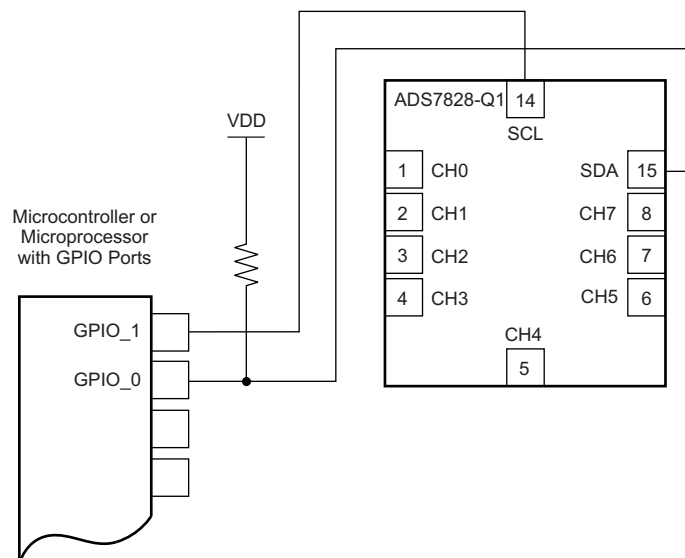 ADS7828-Q1
14
SCL
VDD
1 CH0
SDA 15
2 CH1
CH7 8
3 CH2
CH6 7
4 CH3
CH5 6
CH4
5
Microcontroller or
Microprocessor
with GPIO Ports
GPIO_1
GPIO_0